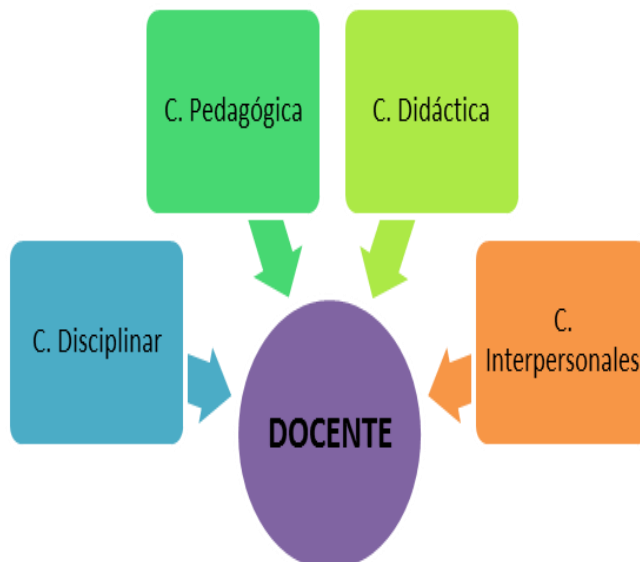 C. Pedagógica
C. Didáctica
C. Disciplinar
C.
Interpersonales
DOCENTE